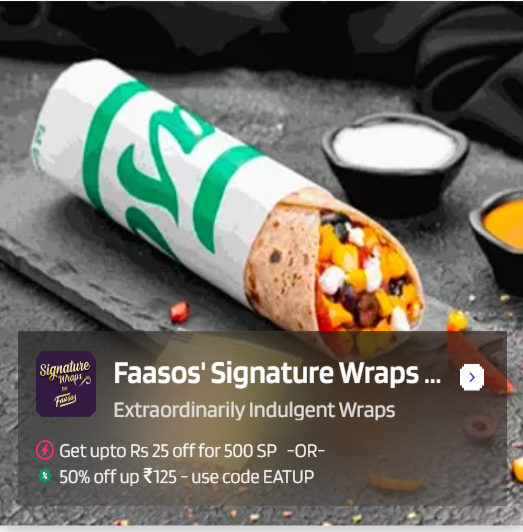 Signature
Wraps
BY
Faasos
Faasos' Signature Wraps ...
Extraordinarily Indulgent Wraps
Get upto Rs 25 off for 500 SP -OR-
50% off up ₹125 - use code EATUP